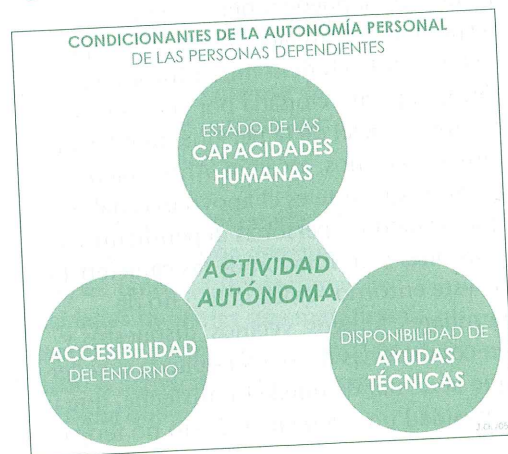 CONDICIONANTES DE LA AUTONOMÍA PERSONAL
DE LAS PERSONAS DEPENDIENTES
ESTADO DE LAS
CAPACIDADES
HUMANAS
ACTIVIDAD
AUTÓNOMA
ACCESIBILIDAD
DEL ENTORNO
DISPONIBILIDAD DE
AYUDAS
TÉCNICAS